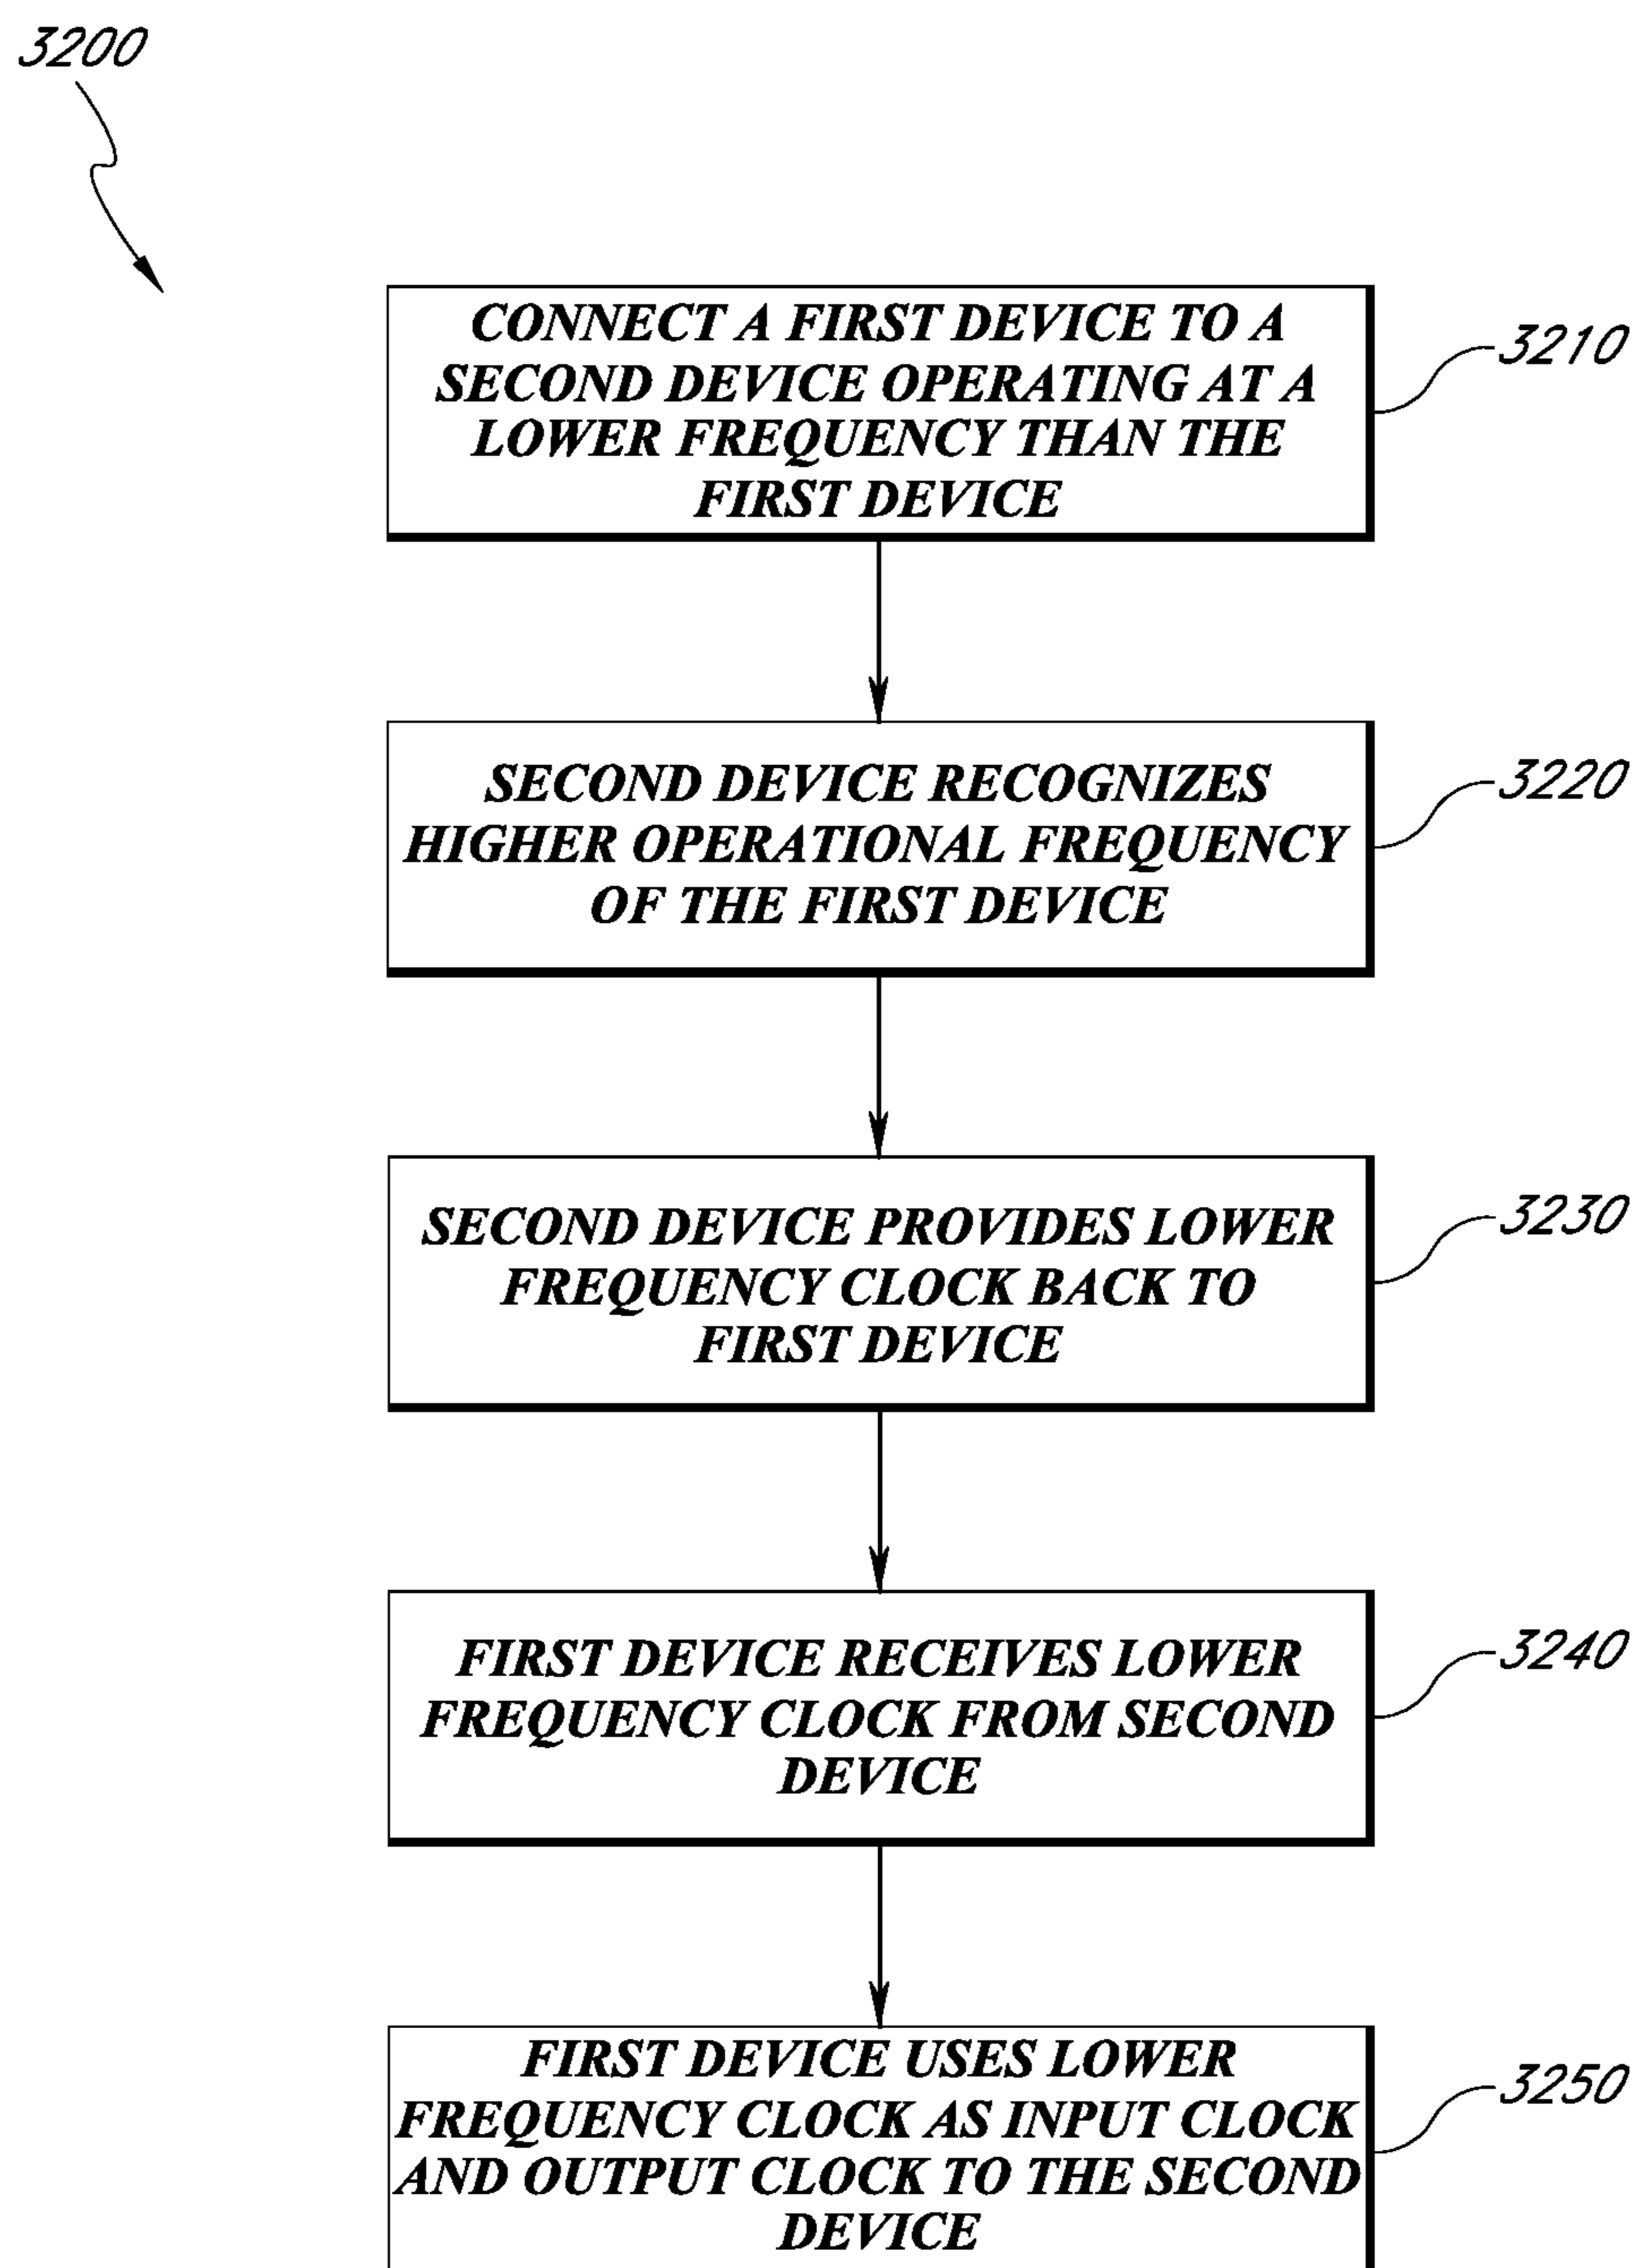 3200
CONNECT A FIRST DEVICE TO A
SECOND DEVICE OPERATING AT A
LOWER FREQUENCY THAN THE
FIRST DEVICE
3210
SECOND DEVICE RECOGNIZES
HIGHER OPERATIONAL FREQUENCY
OF THE FIRST DEVICE
3220
SECOND DEVICE PROVIDES LOWER
FREQUENCY CLOCK BACK TO
FIRST DEVICE
3230
FIRST DEVICE RECEIVES LOWER
FREQUENCY CLOCK FROM SECOND
DEVICE
3240
FIRST DEVICE USES LOWER
FREQUENCY CLOCK AS INPUT CLOCK
AND OUTPUT CLOCK TO THE SECOND
DEVICE
3250